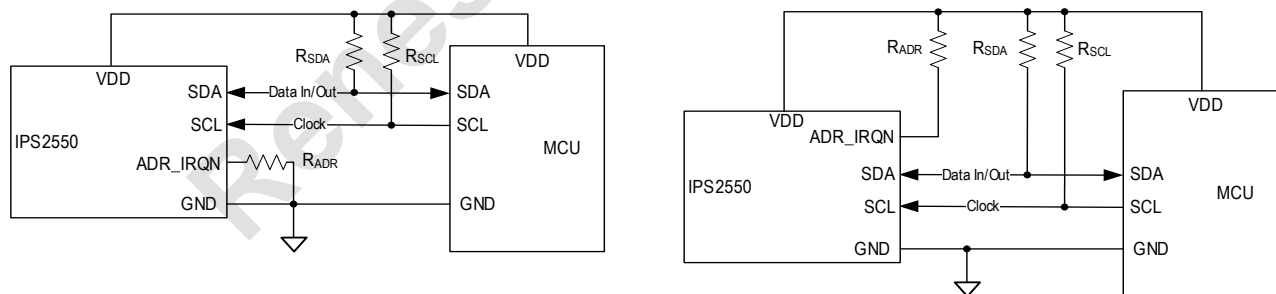 VDD
RSDA
RSCL
VDD
SDA
Data In/Out
SDA
SCL
Clock
SCL
IPS2550
MCU
ADR_IRQN
RADR
GND
GND
Renes
RADR
RSDA
RSCL
VDD
VDD
ADR_IRQN
IPS2550
SDA
Data In/Out
SDA
MCU
SCL
Clock
SCL
GND
GND